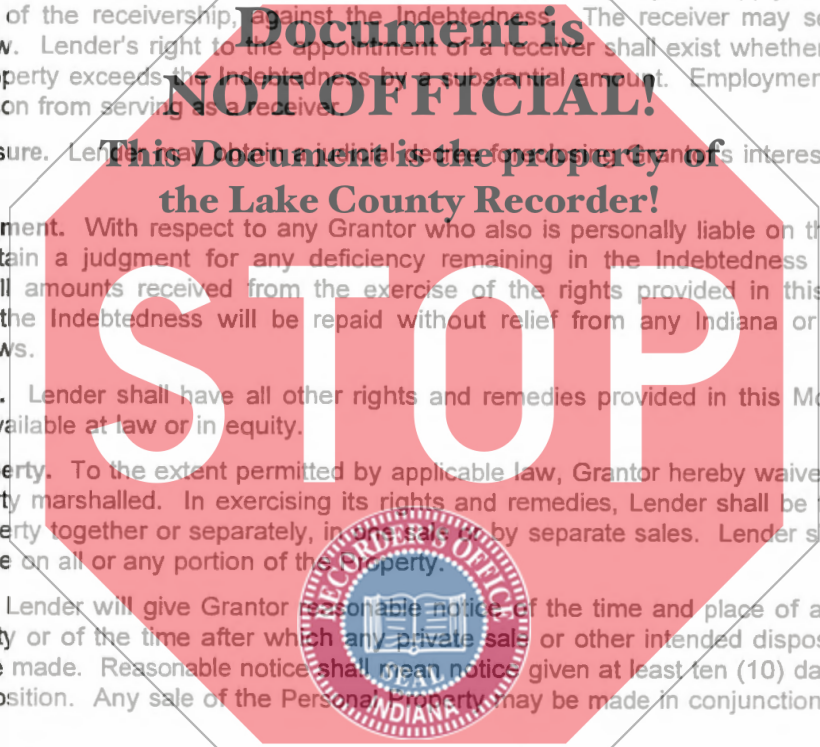 of the receivership, against the Indebtedness. The receiver may se
w. Lender's right to the appointment of a receiver shall exist whether
perty exceeds the Indebtedness by a substantial amount. Employmen
on from serving as a receiver.
Document is
NOT OFFICIAL!
This Document is the property of
the Lake County Recorder!
sure. Lender may obtain a judicial decree foreclosing Grantor's interes
ment. With respect to any Grantor who also is personally liable on th
tain a judgment for any deficiency remaining in the Indebtedness
ll amounts received from the exercise of the rights provided in this
the Indebtedness will be repaid without relief from any Indiana or
ws.
STOP
. Lender shall have all other rights and remedies provided in this Mo
vailable at law or in equity.
erty. To the extent permitted by applicable law, Grantor hereby waive
ty marshalled. In exercising its rights and remedies, Lender shall be
erty together or separately, in one sale or by separate sales. Lender s
e on all or any portion of the Property.
Lender will give Grantor reasonable notice of the time and place of a
ty or of the time after which any private sale or other intended dispos
e made. Reasonable notice shall mean notice given at least ten (10) da
osition. Any sale of the Personal Property may be made in conjunction
RECORDER'S OFFICE
SEAL
INDIANA